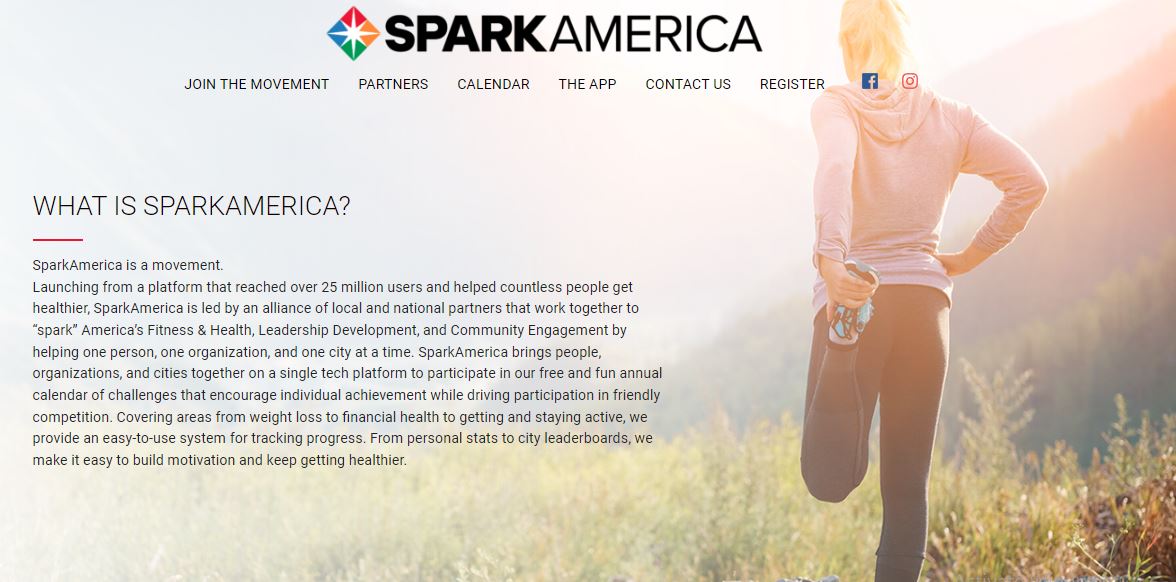 SPARKAMERICA
JOIN THE MOVEMENT PARTNERS CALENDAR THE APP CONTACT US REGISTER
WHAT IS SPARKAMERICA?
SparkAmerica is a movement.
Launching from a platform that reached over 25 million users and helped countless people get
healthier, SparkAmerica is led by an alliance of local and national partners that work together to
“spark” America’s Fitness & Health, Leadership Development, and Community Engagement by
helping one person, one organization, and one city at a time. SparkAmerica brings people,
organizations, and cities together on a single tech platform to participate in our free and fun annual
calendar of challenges that encourage individual achievement while driving participation in friendly
competition. Covering areas from weight loss to financial health to getting and staying active, we
provide an easy-to-use system for tracking progress. From personal stats to city leaderboards, we
make it easy to build motivation and keep getting healthier.